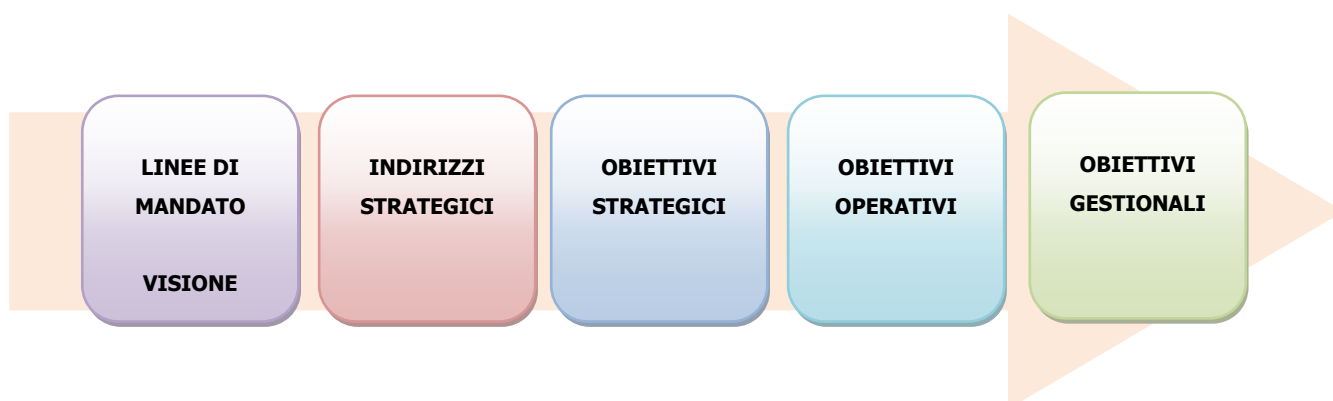 LINEE DI
MANDATO
VISIONE
INDIRIZZI
STRATEGICI
OBIETTIVI
STRATEGICI
OBIETTIVI
OPERATIVI
OBIETTIVI
GESTIONALI